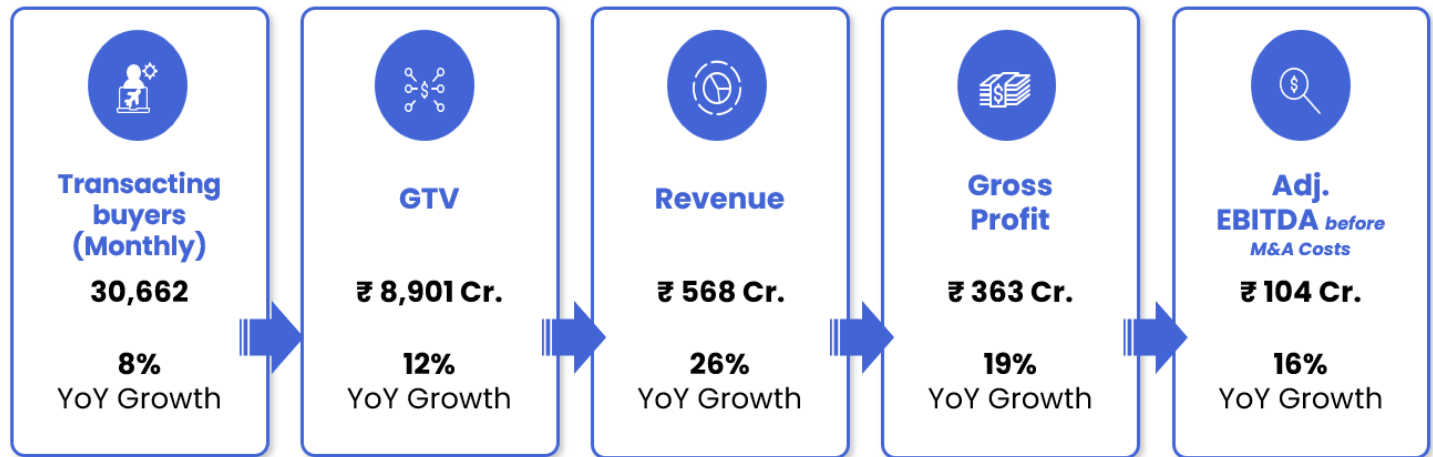 Transacting
buyers
(Monthly)
30,662
8%
YoY Growth
GTV
₹ 8,901 Cr.
12%
YoY Growth
Revenue
₹ 568 Cr.
26%
YoY Growth
Gross
Profit
₹ 363 Cr.
19%
YoY Growth
Adj.
EBITDA before
M&A Costs
₹ 104 Cr.
16%
YoY Growth